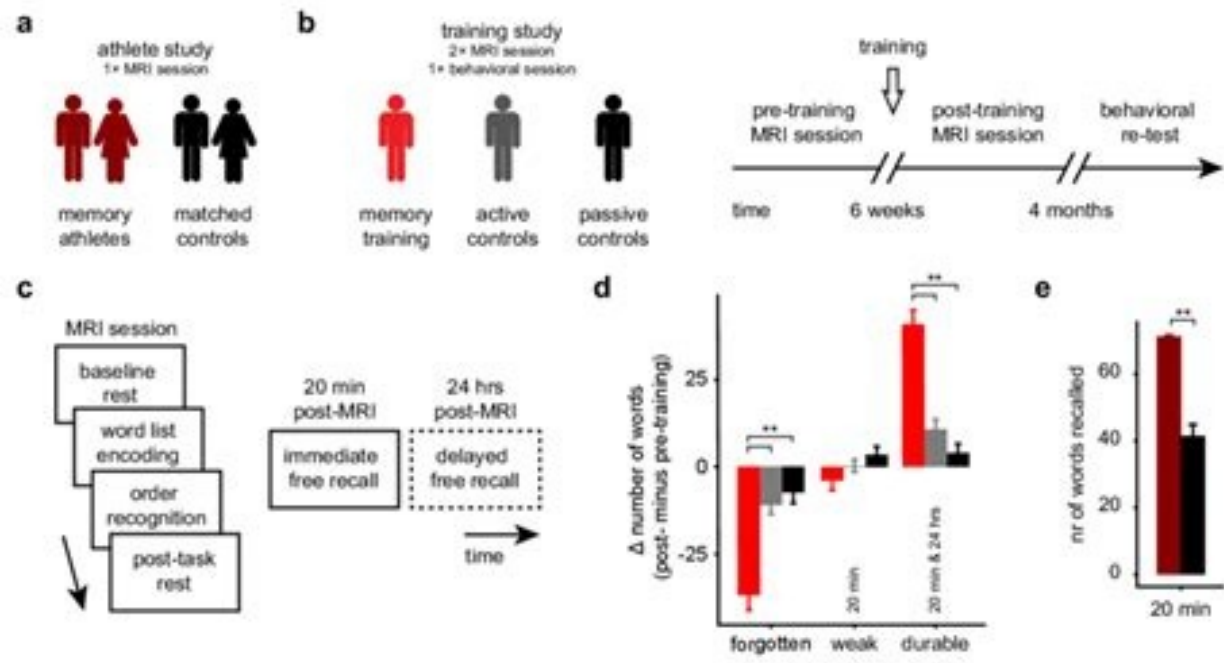 a
athlete study
1× MRI session
memory
athletes
matched
controls
b
training study
2× MRI session
1× behavioral session
memory
training
active
controls
passive
controls
training
pre-training
MRI session
post-training
MRI session
behavioral
re-test
time
6 weeks
4 months
c
MRI session
baseline
rest
word list
encoding
order
recognition
post-task
rest
20 min
post-MRI
immediate
free recall
24 hrs
post-MRI
delayed
free recall
time
d
Δ number of words
(post- minus pre-training)
25
0
-25
**
**
20 min
20 min & 24 hrs
forgotten
weak
durable
e
nr of words recalled
60
40
20
0
**
20 min